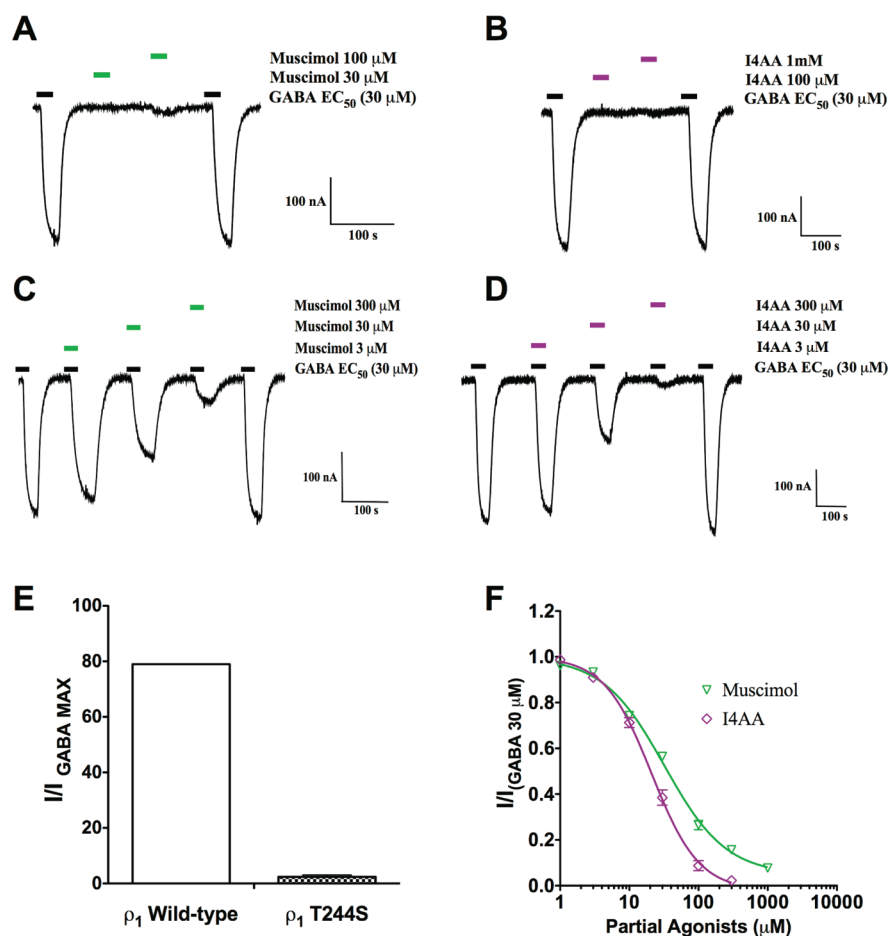 A
Muscimol 100 μM
Muscimol 30 μM
GABA EC50 (30 μM)
100 nA
100 s
B
I4AA 1mM
I4AA 100 μM
GABA EC50 (30 μM)
100 nA
100 s
C
Muscimol 300 μM
Muscimol 30 μM
Muscimol 3 μM
GABA EC50 (30 μM)
100 nA
100 s
D
I4AA 300 μM
I4AA 30 μM
I4AA 3 μM
GABA EC50 (30 μM)
100 nA
100 s
E
I/I GABA MAX
100
80
60
40
20
0
ρ1 Wild-type
ρ1 T244S
F
I/I(GABA 30 μM)
1.2
1.0
0.8
0.6
0.4
0.2
0.0
Muscimol
I4AA
1
10
100
1000
10000
Partial Agonists (μM)